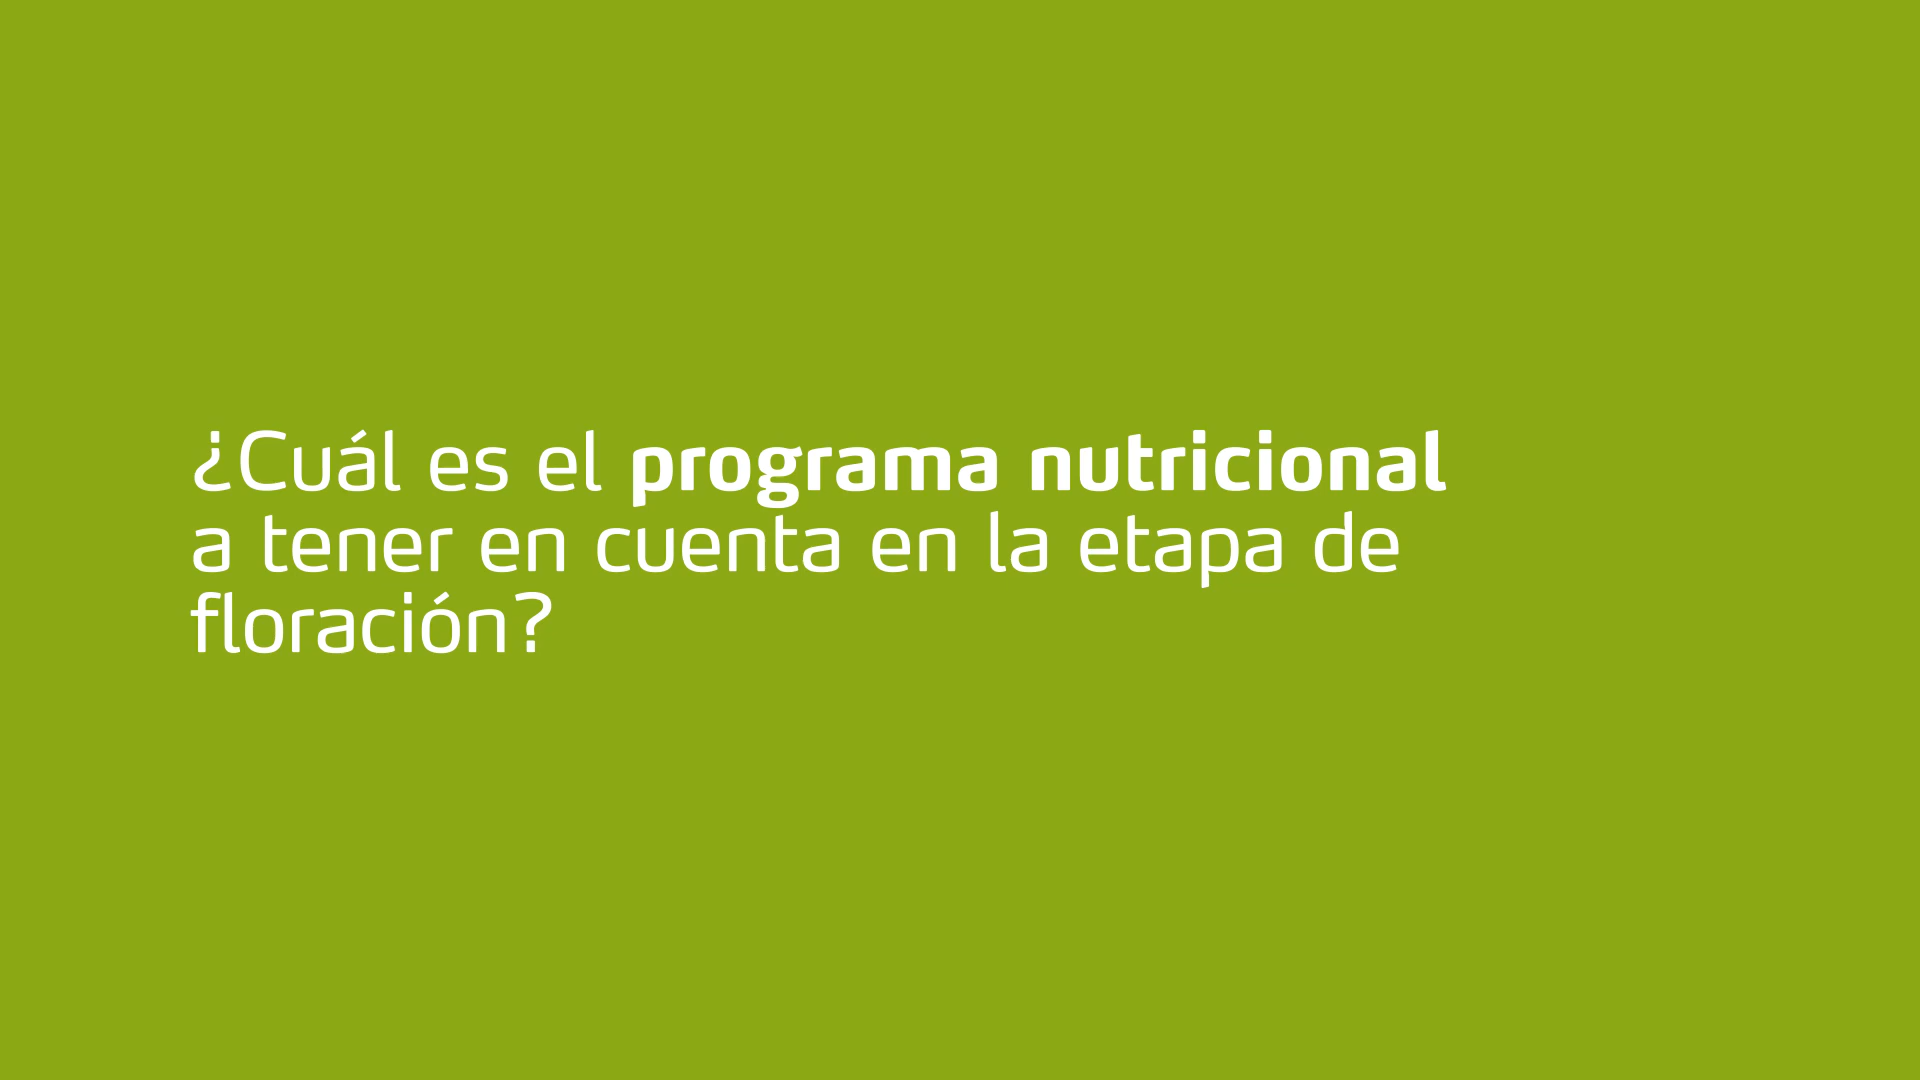 ¿Cuál es el programa nutricional
a tener en cuenta en la etapa de
floración?